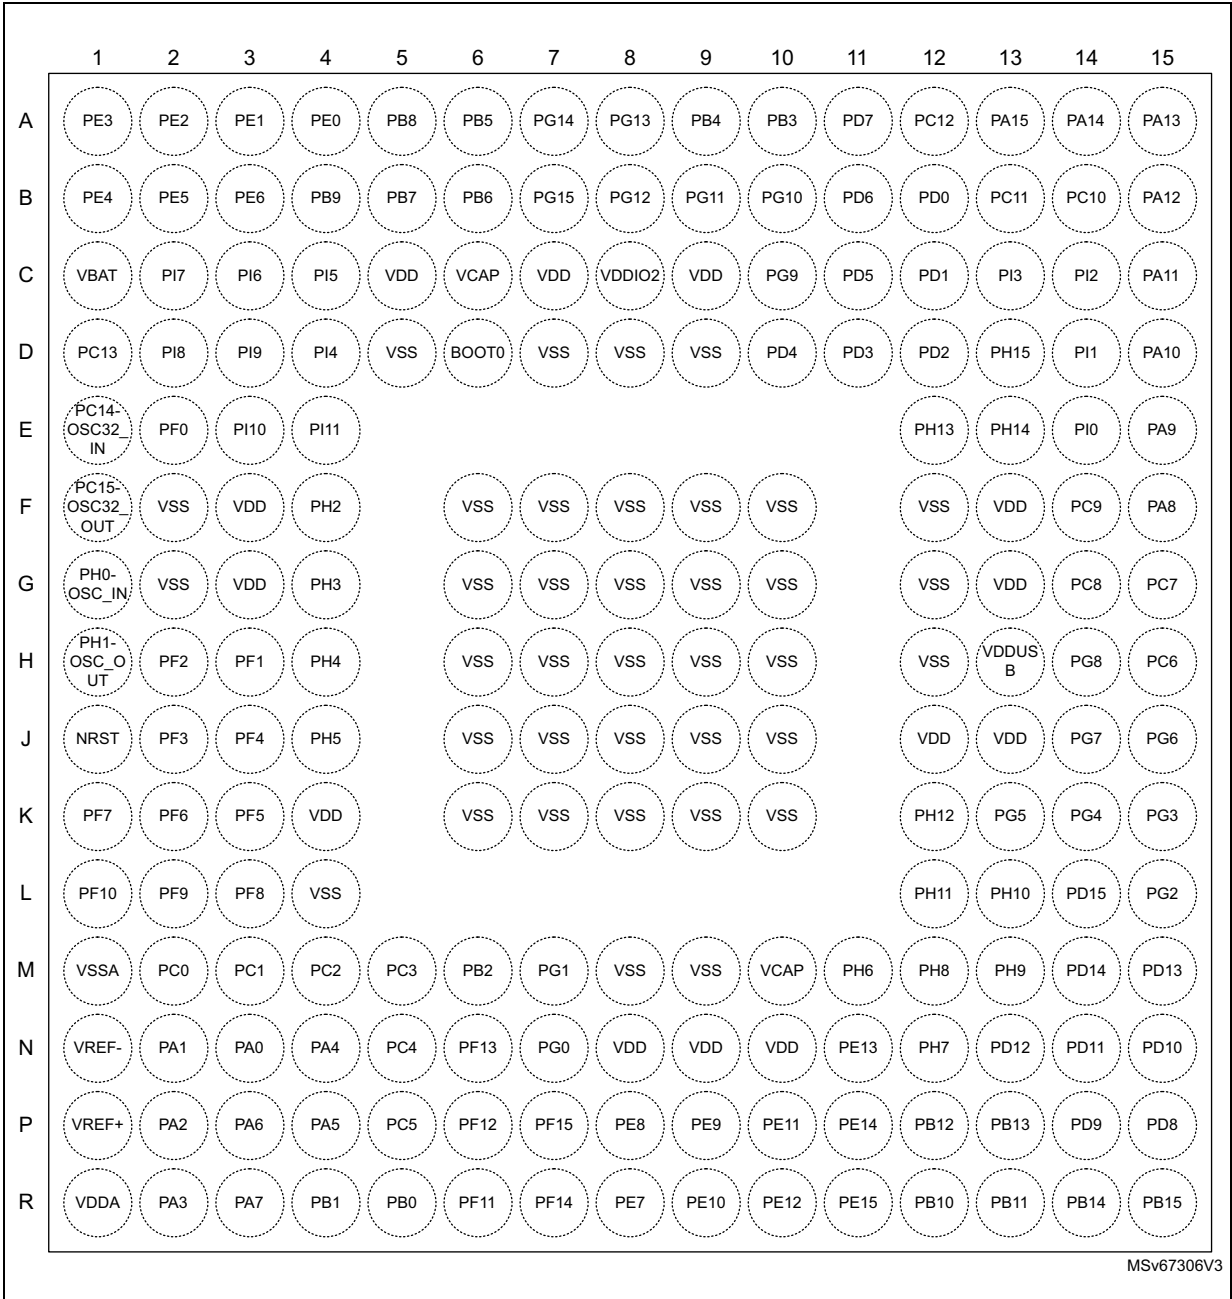 1 2 3 4 5 6 7 8 9 10 11 12 13 14 15
A PE3 PE2 PE1 PE0 PB8 PB5 PG14 PG13 PB4 PB3 PD7 PC12 PA15 PA14 PA13
B PE4 PE5 PE6 PB9 PB7 PB6 PG15 PG12 PG11 PG10 PD6 PD0 PC11 PC10 PA12
C VBAT PI7 PI6 PI5 VDD VCAP VDD VDDIO2 VDD PG9 PD5 PD1 PI3 PI2 PA11
D PC13 PI8 PI9 PI4 VSS BOOT0 VSS VSS VSS PD4 PD3 PD2 PH15 PI1 PA10
PC14-
E OSC32_ PF0 PI10 PI11 PH13 PH14 PI0 PA9
IN
PC15-
F OSC32_ VSS VDD PH2 VSS VSS VSS VSS VSS VSS VDD PC9 PA8
OUT
PH0-
G OSC_IN VSS VDD PH3 VSS VSS VSS VSS VSS VSS VDD PC8 PC7
PH1-
H OSC_O PF2 PF1 PH4 VSS VSS VSS VSS VSS VSS VDDUS PG8 PC6
UT B
J NRST PF3 PF4 PH5 VSS VSS VSS VSS VSS VDD VDD PG7 PG6
K PF7 PF6 PF5 VDD VSS VSS VSS VSS VSS PH12 PG5 PG4 PG3
L PF10 PF9 PF8 VSS PH11 PH10 PD15 PG2
M VSSA PC0 PC1 PC2 PC3 PB2 PG1 VSS VSS VCAP PH6 PH8 PH9 PD14 PD13
N VREF- PA1 PA0 PA4 PC4 PF13 PG0 VDD VDD VDD PE13 PH7 PD12 PD11 PD10
P VREF+ PA2 PA6 PA5 PC5 PF12 PF15 PE8 PE9 PE11 PE14 PB12 PB13 PD9 PD8
R VDDA PA3 PA7 PB1 PB0 PF11 PF14 PE7 PE10 PE12 PE15 PB10 PB11 PB14 PB15
MSv67306V3